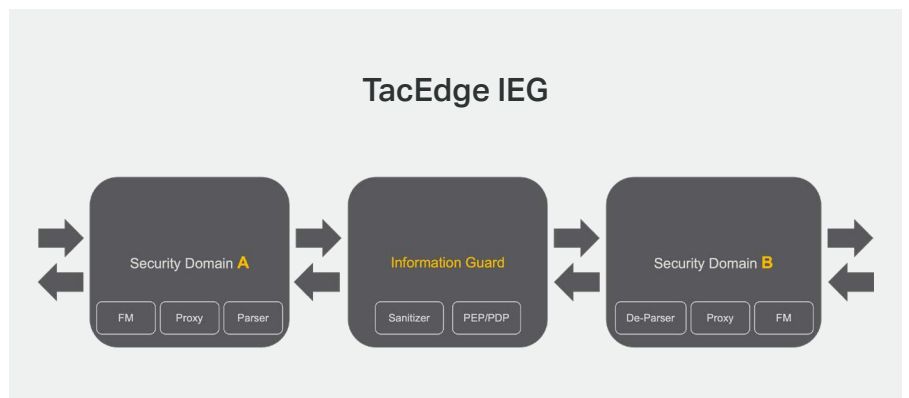 TacEdge IEG
Security Domain A
Information Guard
Security Domain B
FM
Proxy
Parser
Sanitizer
PEP/PDP
De-Parser
Proxy
FM